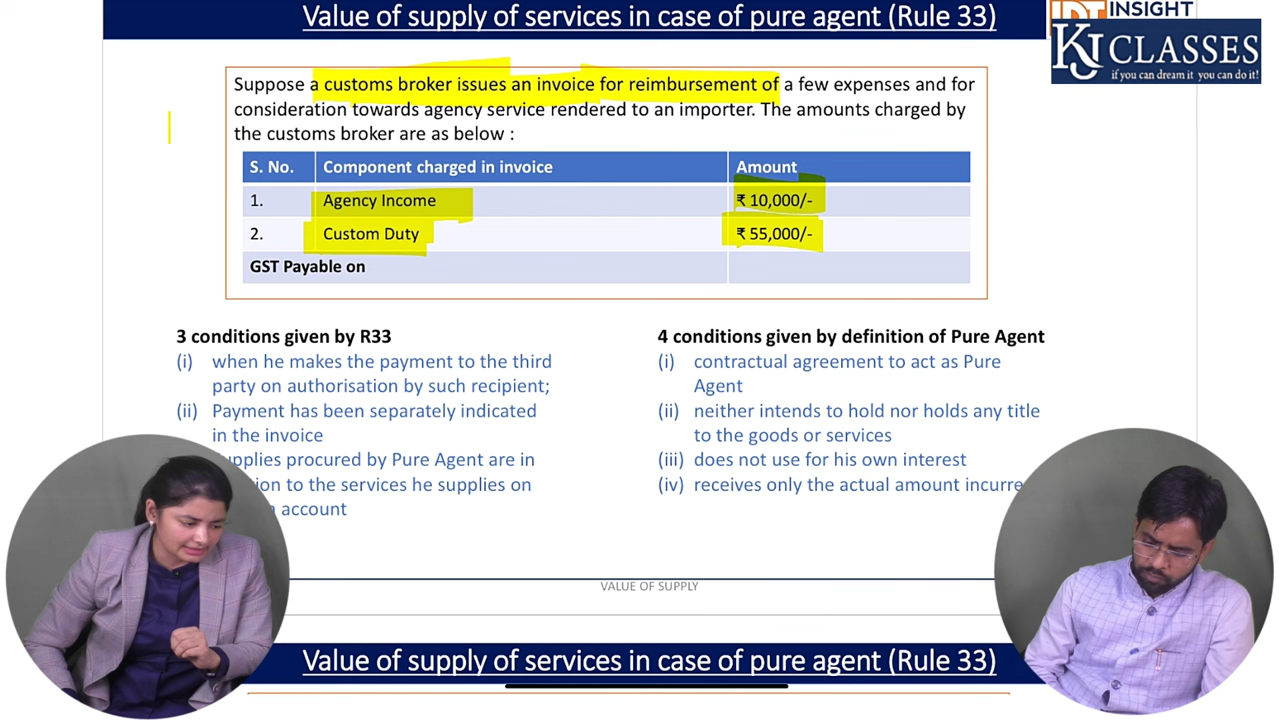 Value of supply of services in case of pure agent (Rule 33)
IDT INSIGHT
KJ CLASSES
if you can dream it you can do it!
Suppose a customs broker issues an invoice for reimbursement of a few expenses and for
consideration towards agency service rendered to an importer. The amounts charged by
the customs broker are as below :
S. No. Component charged in invoice Amount
1. Agency Income ₹ 10,000/-
2. Custom Duty ₹ 55,000/-
GST Payable on
3 conditions given by R33
(i) when he makes the payment to the third
party on authorisation by such recipient;
(ii) Payment has been separately indicated
in the invoice
upplies procured by Pure Agent are in
ion to the services he supplies on
account
4 conditions given by definition of Pure Agent
(i) contractual agreement to act as Pure
Agent
(ii) neither intends to hold nor holds any title
to the goods or services
(iii) does not use for his own interest
(iv) receives only the actual amount incurre
VALUE OF SUPPLY
Value of supply of services in case of pure agent (Rule 33)